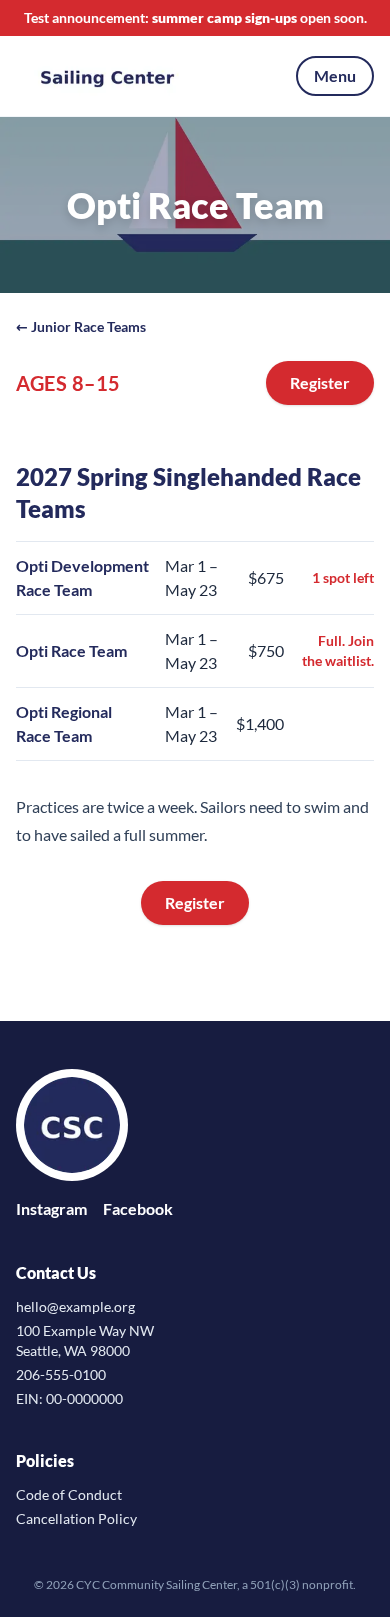 Test announcement: summer camp sign-ups open soon.
Sailing Center
Menu
Opti Race Team
← Junior Race Teams
AGES 8–15
Register
2027 Spring Singlehanded Race
Teams
Opti Development
Race Team
Mar 1 –
May 23
$675
1 spot left
Opti Race Team
Mar 1 –
May 23
$750
Full. Join
the waitlist.
Opti Regional
Race Team
Mar 1 –
May 23
$1,400
Practices are twice a week. Sailors need to swim and
to have sailed a full summer.
Register
CSC
Instagram
Facebook
Contact Us
hello@example.org
100 Example Way NW
Seattle, WA 98000
206-555-0100
EIN: 00-0000000
Policies
Code of Conduct
Cancellation Policy
© 2026 CYC Community Sailing Center, a 501(c)(3) nonprofit.